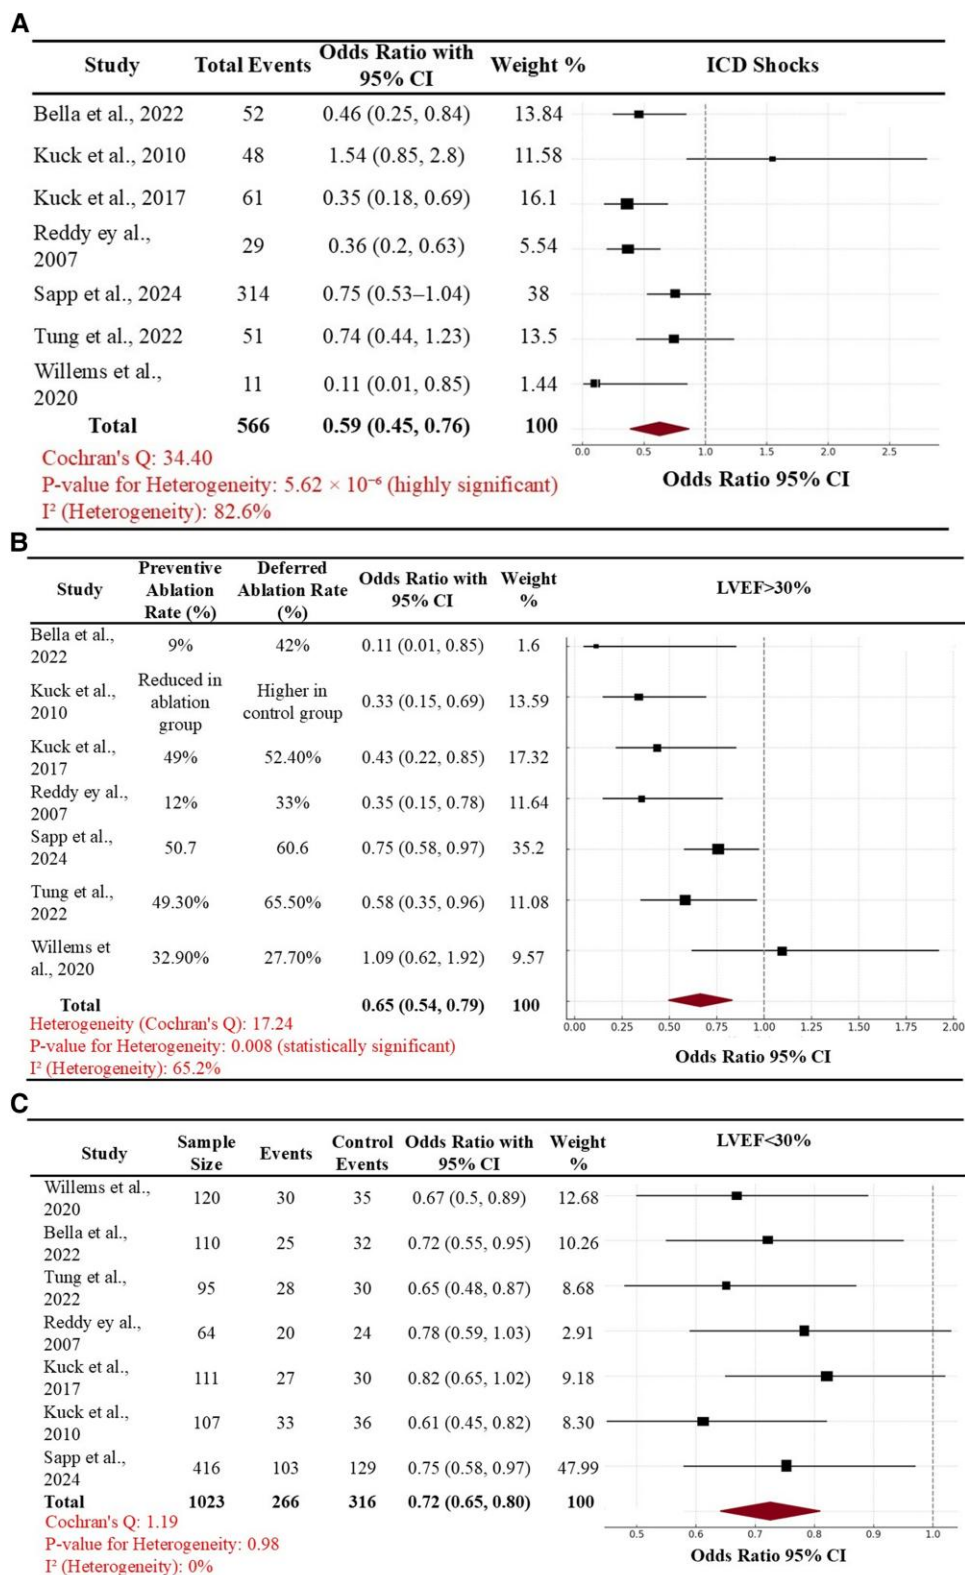 A
Study Total Events Odds Ratio with 95% CI Weight % ICD Shocks
Bella et al., 2022 52 0.46 (0.25, 0.84) 13.84
Kuck et al., 2010 48 1.54 (0.85, 2.8) 11.58
Kuck et al., 2017 61 0.35 (0.18, 0.69) 16.1
Reddy ey al., 2007 29 0.36 (0.2, 0.63) 5.54
Sapp et al., 2024 314 0.75 (0.53–1.04) 38
Tung et al., 2022 51 0.74 (0.44, 1.23) 13.5
Willems et al., 2020 11 0.11 (0.01, 0.85) 1.44
Total 566 0.59 (0.45, 0.76) 100
0.0 0.5 1.0 1.5 2.0 2.5
Odds Ratio 95% CI
Cochran's Q: 34.40
P-value for Heterogeneity: 5.62 × 10⁻⁶ (highly significant)
I² (Heterogeneity): 82.6%
B
Study Preventive Ablation Rate (%) Deferred Ablation Rate (%) Odds Ratio with 95% CI Weight % LVEF>30%
Bella et al., 2022 9% 42% 0.11 (0.01, 0.85) 1.6
Kuck et al., 2010 Reduced in ablation group Higher in control group 0.33 (0.15, 0.69) 13.59
Kuck et al., 2017 49% 52.40% 0.43 (0.22, 0.85) 17.32
Reddy ey al., 2007 12% 33% 0.35 (0.15, 0.78) 11.64
Sapp et al., 2024 50.7 60.6 0.75 (0.58, 0.97) 35.2
Tung et al., 2022 49.30% 65.50% 0.58 (0.35, 0.96) 11.08
Willems et al., 2020 32.90% 27.70% 1.09 (0.62, 1.92) 9.57
Total 0.65 (0.54, 0.79) 100
0.00 0.25 0.50 0.75 1.00 1.25 1.50 1.75 2.00
Odds Ratio 95% CI
Heterogeneity (Cochran's Q): 17.24
P-value for Heterogeneity: 0.008 (statistically significant)
I² (Heterogeneity): 65.2%
C
Study Sample Size Events Control Events Odds Ratio with 95% CI Weight % LVEF<30%
Willems et al., 2020 120 30 35 0.67 (0.5, 0.89) 12.68
Bella et al., 2022 110 25 32 0.72 (0.55, 0.95) 10.26
Tung et al., 2022 95 28 30 0.65 (0.48, 0.87) 8.68
Reddy ey al., 2007 64 20 24 0.78 (0.59, 1.03) 2.91
Kuck et al., 2017 111 27 30 0.82 (0.65, 1.02) 9.18
Kuck et al., 2010 107 33 36 0.61 (0.45, 0.82) 8.30
Sapp et al., 2024 416 103 129 0.75 (0.58, 0.97) 47.99
Total 1023 266 316 0.72 (0.65, 0.80) 100
0.5 0.6 0.7 0.8 0.9 1.0
Odds Ratio 95% CI
Cochran's Q: 1.19
P-value for Heterogeneity: 0.98
I² (Heterogeneity): 0%